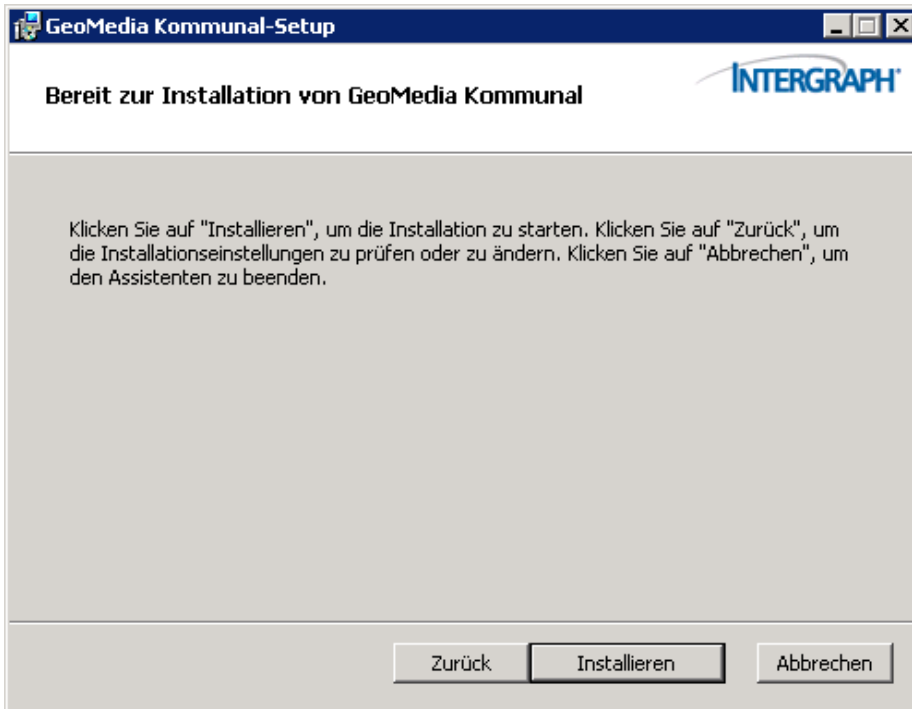 GeoMedia Kommunal-Setup
Bereit zur Installation von GeoMedia Kommunal
INTERGRAPH
Klicken Sie auf "Installieren", um die Installation zu starten. Klicken Sie auf "Zurück", um
die Installationseinstellungen zu prüfen oder zu ändern. Klicken Sie auf "Abbrechen", um
den Assistenten zu beenden.
Zurück
Installieren
Abbrechen